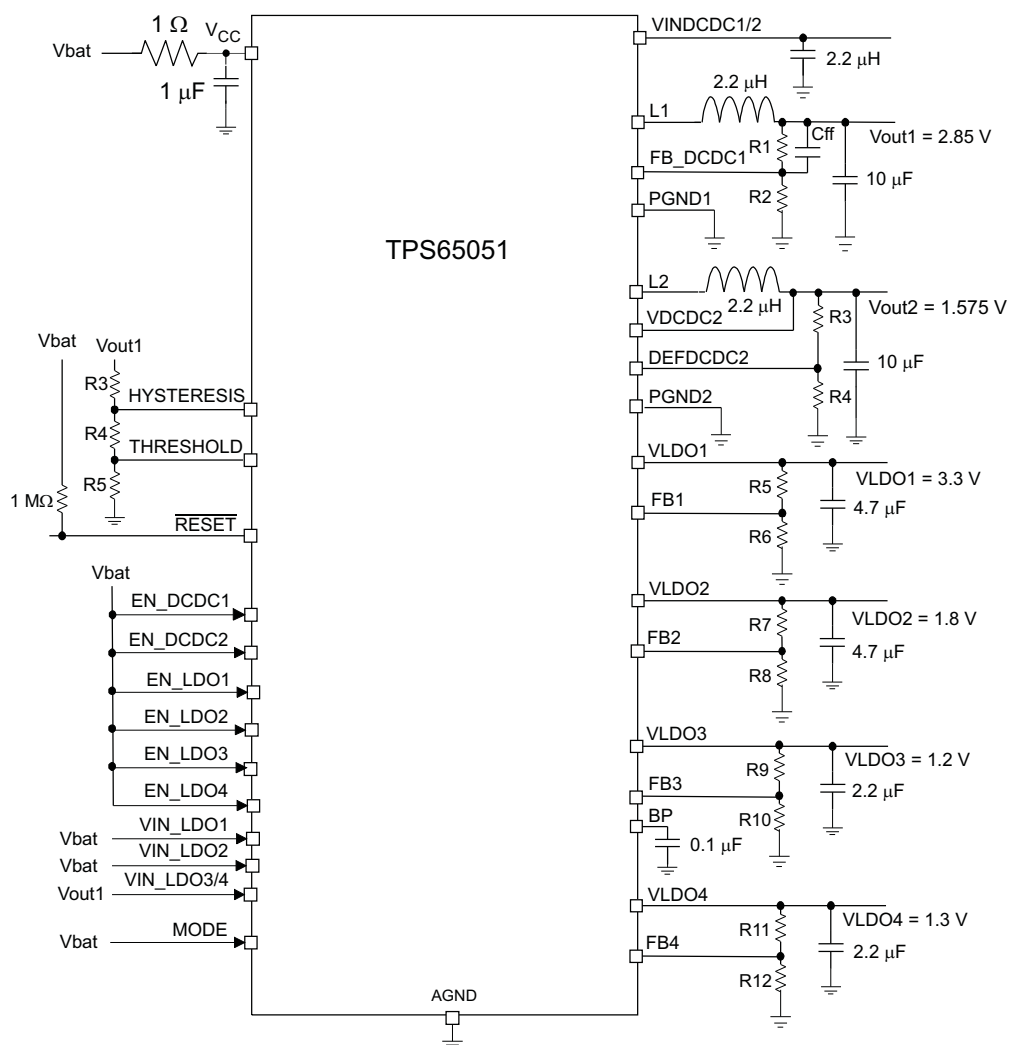 1 Ω
Vbat
VCC
1 μF
TPS65051
Vbat
Vout1
R3
HYSTERESIS
R4
THRESHOLD
R5
1 MΩ
RESET
Vbat
EN_DCDC1
EN_DCDC2
EN_LDO1
EN_LDO2
EN_LDO3
EN_LDO4
Vbat
VIN_LDO1
Vbat
VIN_LDO2
Vout1
VIN_LDO3/4
Vbat
MODE
AGND
VINDCDC1/2
2.2 μH
2.2 μH
L1
R1
Cff
Vout1 = 2.85 V
FB_DCDC1
R2
10 μF
PGND1
L2
2.2 μH
Vout2 = 1.575 V
VDCDC2
R3
DEFDCDC2
10 μF
R4
PGND2
VLDO1
R5
VLDO1 = 3.3 V
FB1
4.7 μF
R6
VLDO2
R7
VLDO2 = 1.8 V
FB2
4.7 μF
R8
VLDO3
R9
VLDO3 = 1.2 V
FB3
2.2 μF
R10
BP
0.1 μF
VLDO4
R11
VLDO4 = 1.3 V
FB4
2.2 μF
R12